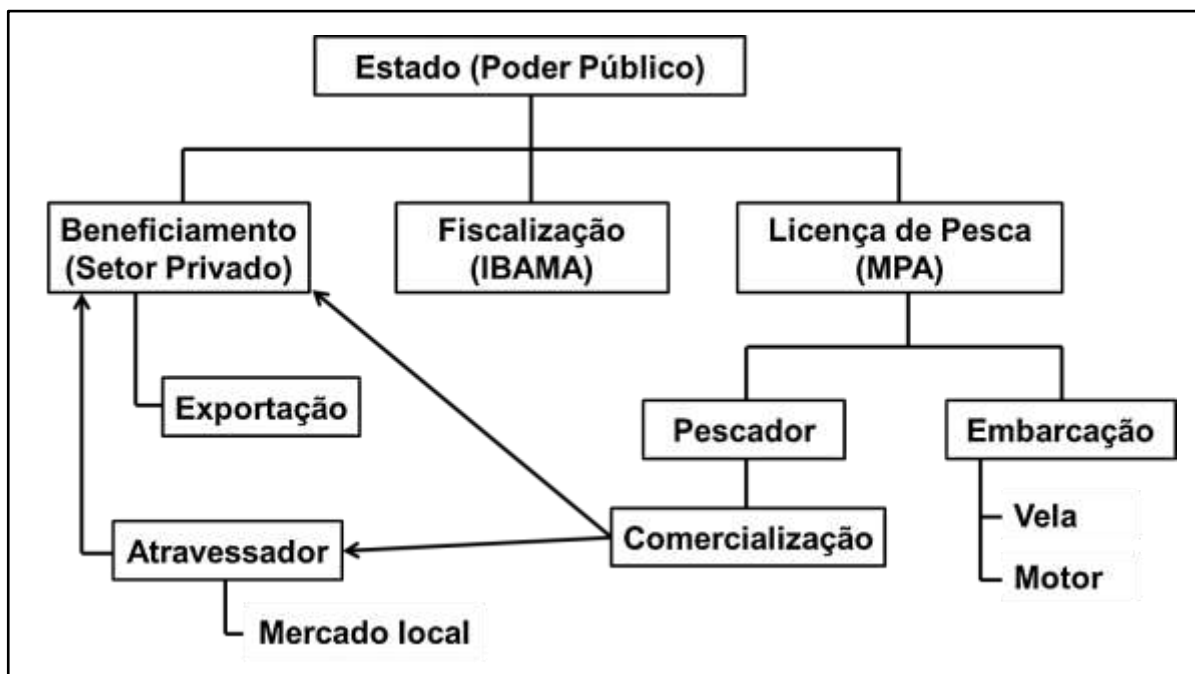 Estado (Poder Público)
Beneficiamento
(Setor Privado)
Fiscalização
(IBAMA)
Licença de Pesca
(MPA)
Exportação
Pescador
Embarcação
Atravessador
Comercialização
Vela
Motor
Mercado local